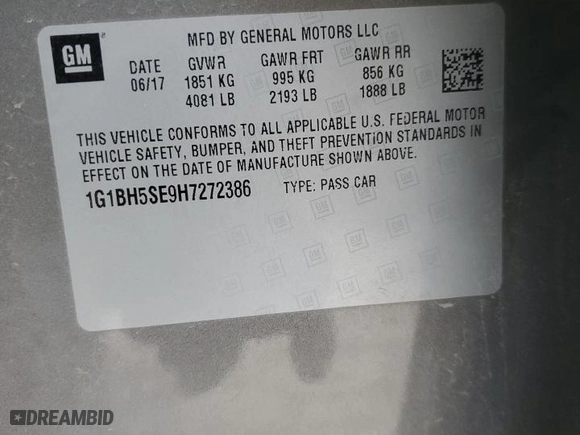 GM
MFD BY GENERAL MOTORS LLC
DATE GVWR GAWR FRT GAWR RR
06/17 1851 KG 995 KG 856 KG
4081 LB 2193 LB 1888 LB
THIS VEHICLE CONFORMS TO ALL APPLICABLE U.S. FEDERAL MOTOR
VEHICLE SAFETY, BUMPER, AND THEFT PREVENTION STANDARDS IN
EFFECT ON THE DATE OF MANUFACTURE SHOWN ABOVE.
1G1BH5SE9H7272386 TYPE: PASS CAR
DREAMBID